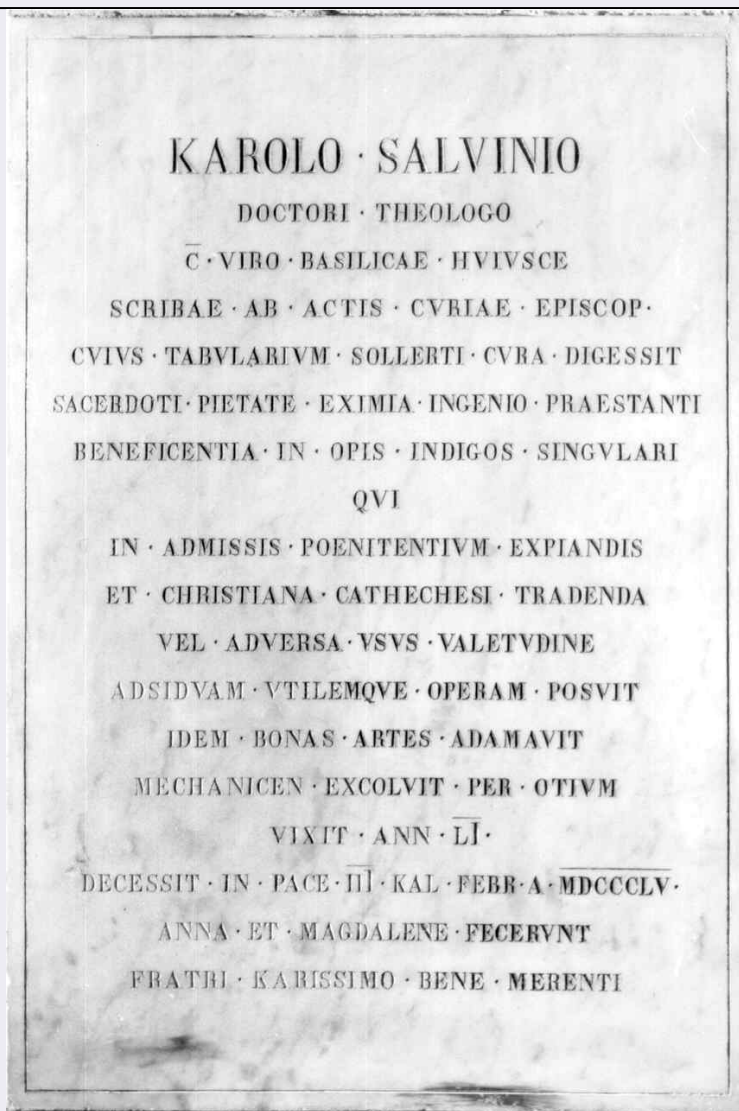 KAROLO · SALVINIO
DOCTORI · THEOLOGO
C̅ · VIRO · BASILICAE · HVIVSCE
SCRIBAE · AB · ACTIS · CVRIAE · EPISCOP ·
CVIVS · TABVLARIVM · SOLLERTI · CVRA · DIGESSIT
SACERDOTI · PIETATE · EXIMIA · INGENIO · PRAESTANTI
BENEFICENTIA · IN · OPIS · INDIGOS · SINGVLARI
QVI
IN · ADMISSIS · POENITENTIVM · EXPIANDIS
ET · CHRISTIANA · CATHECHESI · TRADENDA
VEL · ADVERSA · VSVS · VALETVDINE
ADSIDVAM · VTILEMQVE · OPERAM · POSVIT
IDEM · BONAS · ARTES · ADAMAVIT
MECHANICEN · EXCOLVIT · PER · OTIVM
VIXIT · ANN · L̅I̅ ·
DECESSIT · IN · PACE · I̅I̅I̅ · KAL · FEBR · A · M̅D̅C̅C̅C̅L̅V̅ ·
ANNA · ET · MAGDALENE · FECERVNT
FRATRI · KARISSIMO · BENE · MERENTI